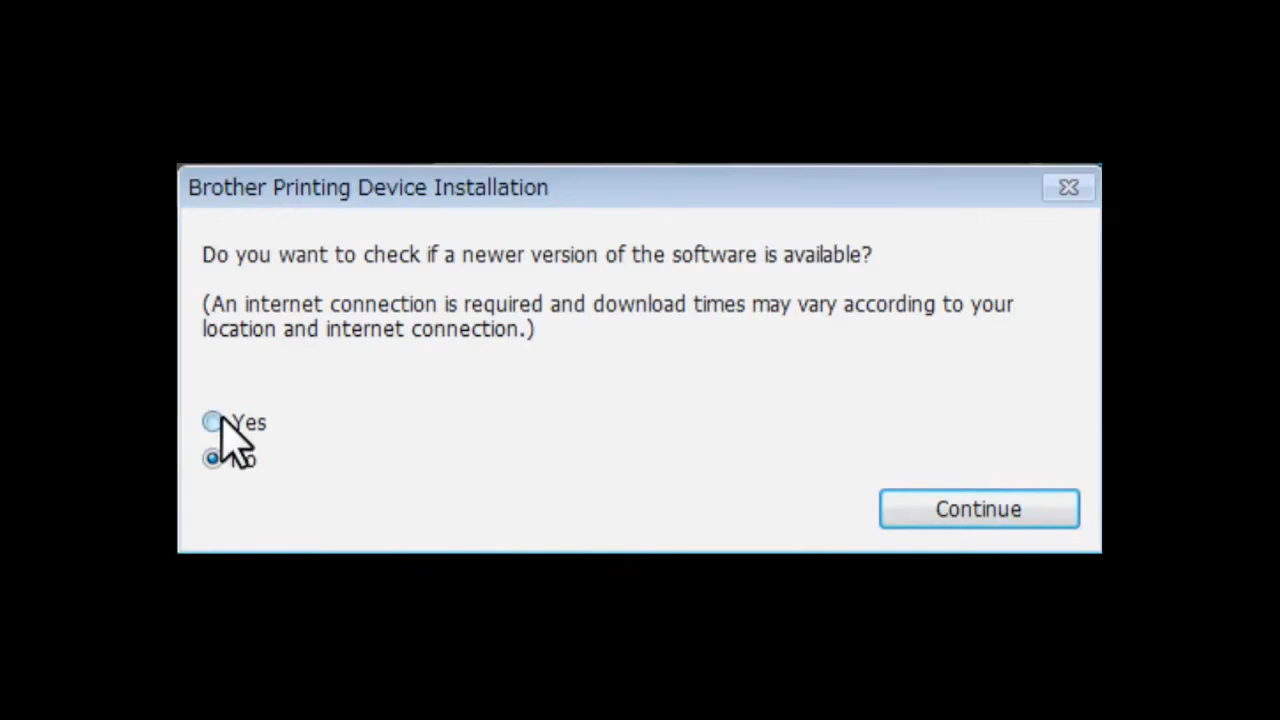 Brother Printing Device Installation
Do you want to check if a newer version of the software is available?
(An internet connection is required and download times may vary according to your
location and internet connection.)
Yes
No
Continue